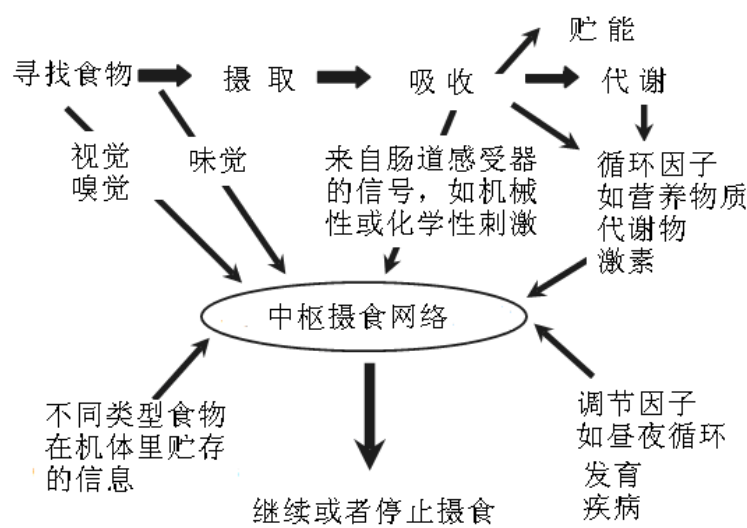 贮能
寻找食物
摄取
吸收
代谢
视觉
嗅觉
味觉
来自肠道感受器
的信号，如机械
性或化学性刺激
循环因子
如营养物质
代谢物
激素
中枢摄食网络
不同类型食物
在机体里贮存
的信息
调节因子
如昼夜循环
发育
疾病
继续或者停止摄食